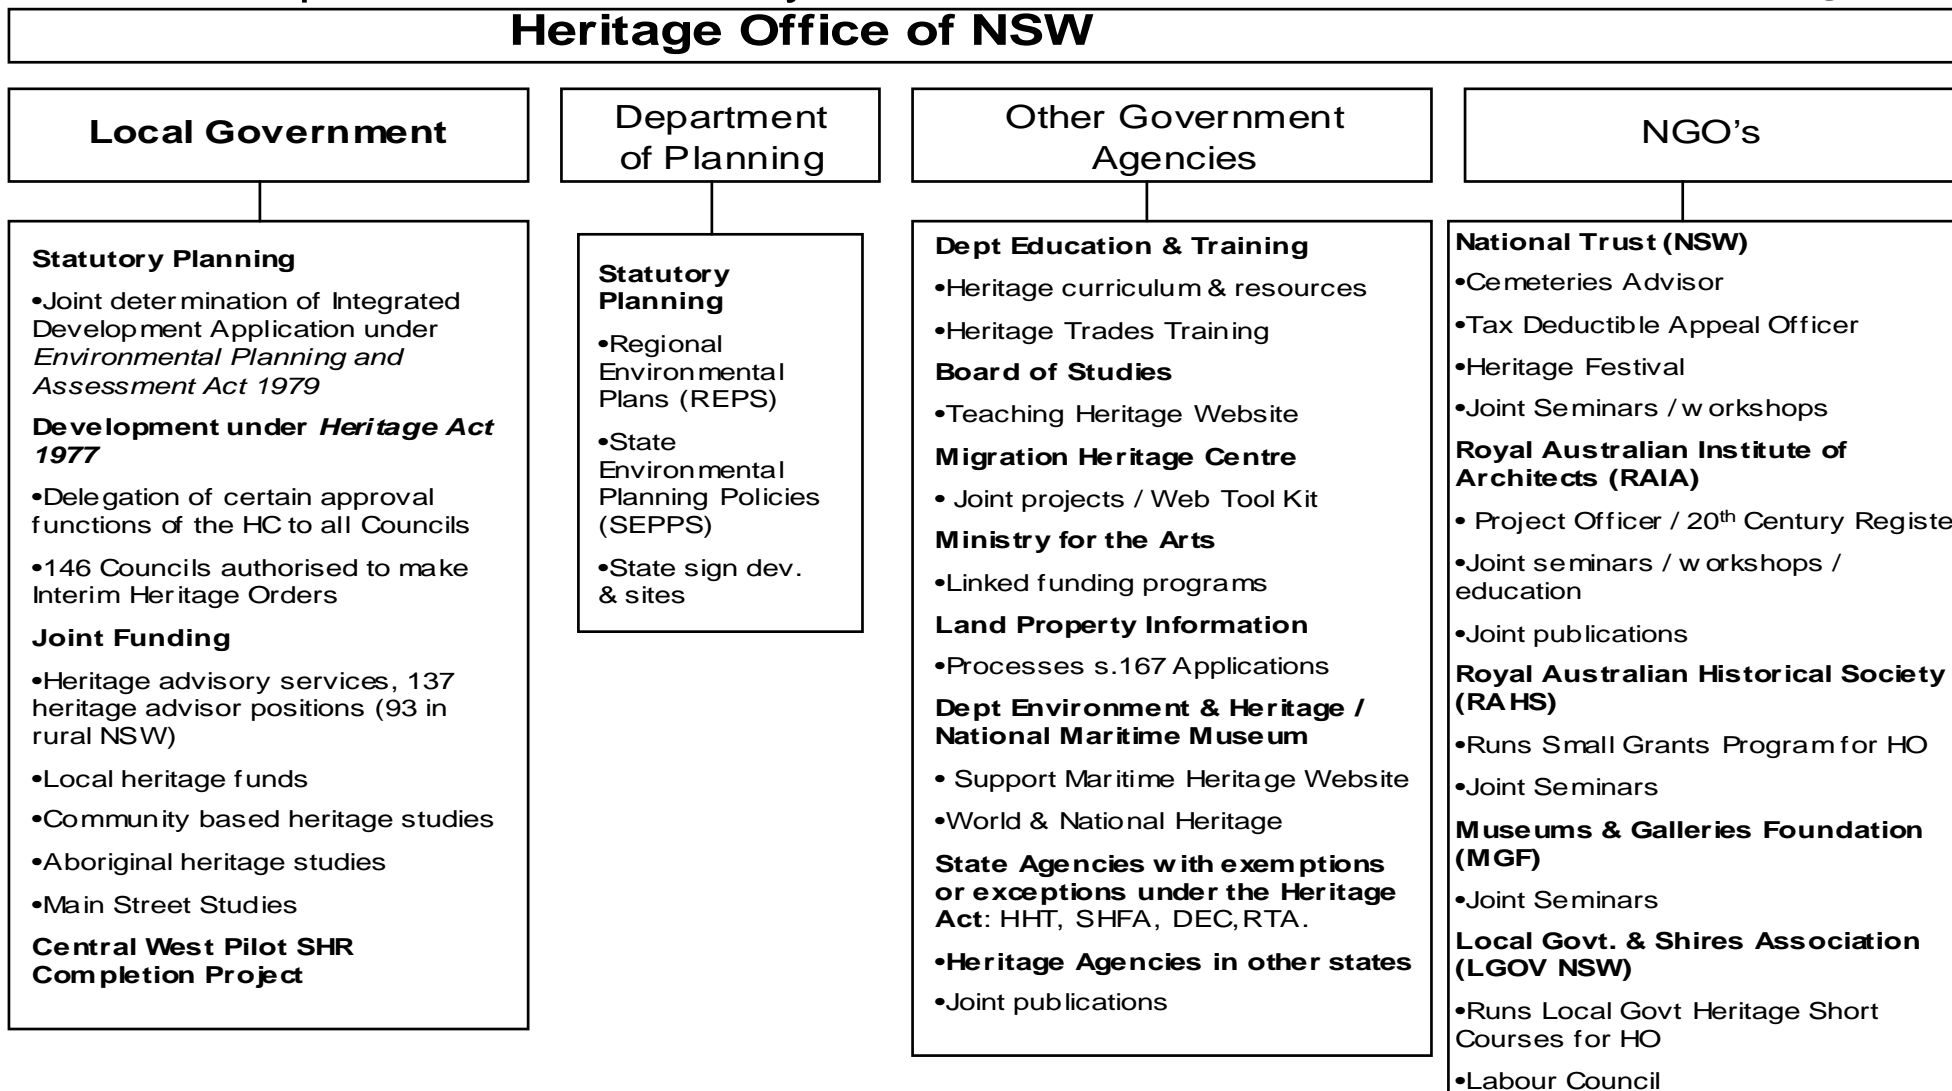 Heritage Office of NSW
Local Government
Statutory Planning
•Joint determination of Integrated
Development Application under
Environmental Planning and
Assessment Act 1979
Development under Heritage Act
1977
•Delegation of certain approval
functions of the HC to all Councils
•146 Councils authorised to make
Interim Heritage Orders
Joint Funding
•Heritage advisory services, 137
heritage advisor positions (93 in
rural NSW)
•Local heritage funds
•Community based heritage studies
•Aboriginal heritage studies
•Main Street Studies
Central West Pilot SHR
Completion Project
Department
of Planning
Statutory
Planning
•Regional
Environmental
Plans (REPS)
•State
Environmental
Planning Policies
(SEPPS)
•State sign dev.
& sites
Other Government
Agencies
Dept Education & Training
•Heritage curriculum & resources
•Heritage Trades Training
Board of Studies
•Teaching Heritage Website
Migration Heritage Centre
• Joint projects / Web Tool Kit
Ministry for the Arts
•Linked funding programs
Land Property Information
•Processes s.167 Applications
Dept Environment & Heritage /
National Maritime Museum
• Support Maritime Heritage Website
•World & National Heritage
State Agencies with exemptions
or exceptions under the Heritage
Act: HHT, SHFA, DEC,RTA.
•Heritage Agencies in other states
•Joint publications
NGO's
National Trust (NSW)
•Cemeteries Advisor
•Tax Deductible Appeal Officer
•Heritage Festival
•Joint Seminars / workshops
Royal Australian Institute of
Architects (RAIA)
• Project Officer / 20th Century Registe
•Joint seminars / workshops /
education
•Joint publications
Royal Australian Historical Society
(RAHS)
•Runs Small Grants Program for HO
•Joint Seminars
Museums & Galleries Foundation
(MGF)
•Joint Seminars
Local Govt. & Shires Association
(LGOV NSW)
•Runs Local Govt Heritage Short
Courses for HO
•Labour Council